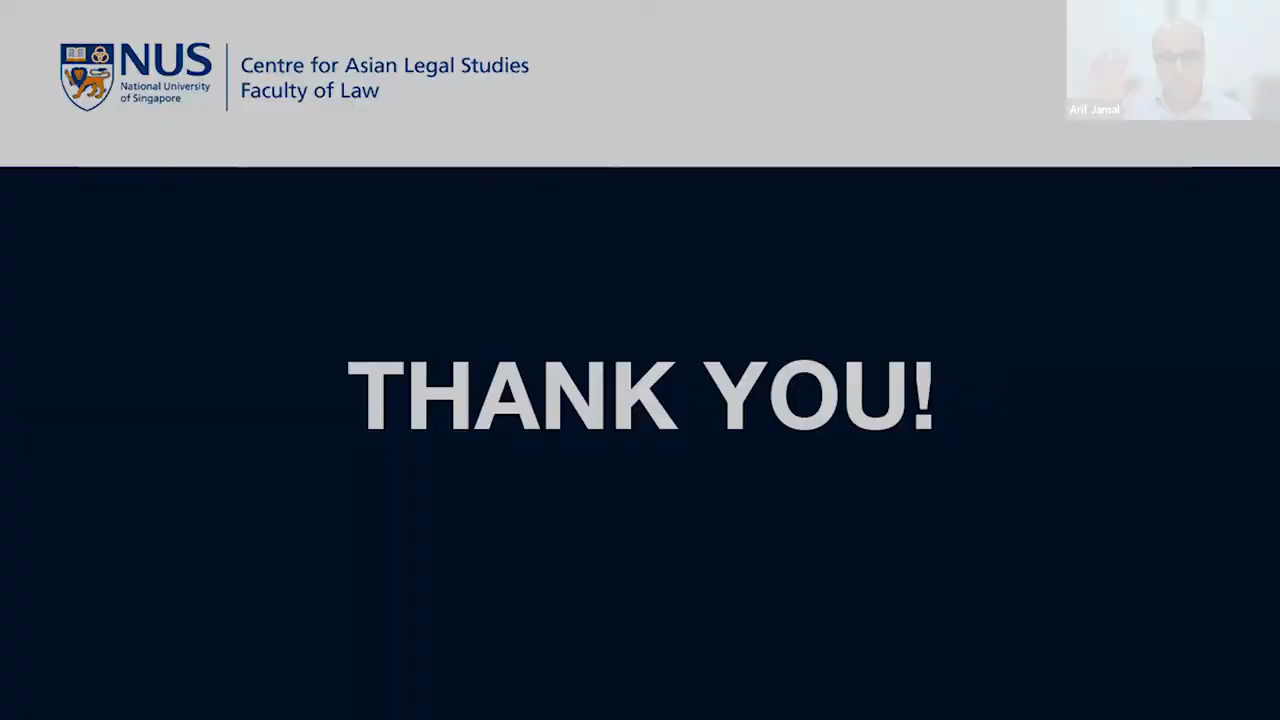 NUS
National University
of Singapore
Centre for Asian Legal Studies
Faculty of Law
Arif Jamal
THANK YOU!